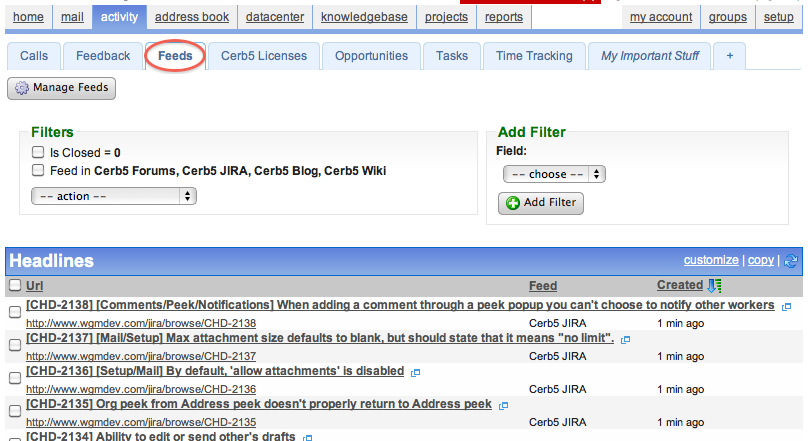 home mail activity address book datacenter knowledgebase projects reports my account groups setup
Calls Feedback Feeds Cerb5 Licenses Opportunities Tasks Time Tracking My Important Stuff +
Manage Feeds
Filters
Is Closed = 0
Feed in Cerb5 Forums, Cerb5 JIRA, Cerb5 Blog, Cerb5 Wiki
-- action --
Add Filter
Field:
-- choose --
Add Filter
Headlines customize | copy |
Url Feed Created
[CHD-2138] [Comments/Peek/Notifications] When adding a comment through a peek popup you can't choose to notify other workers
http://www.wgmdev.com/jira/browse/CHD-2138 Cerb5 JIRA 1 min ago
[CHD-2137] [Mail/Setup] Max attachment size defaults to blank, but should state that it means "no limit".
http://www.wgmdev.com/jira/browse/CHD-2137 Cerb5 JIRA 1 min ago
[CHD-2136] [Setup/Mail] By default, 'allow attachments' is disabled
http://www.wgmdev.com/jira/browse/CHD-2136 Cerb5 JIRA 1 min ago
[CHD-2135] Org peek from Address peek doesn't properly return to Address peek
http://www.wgmdev.com/jira/browse/CHD-2135 Cerb5 JIRA 1 min ago
[CHD-2134] Ability to edit or send other's drafts